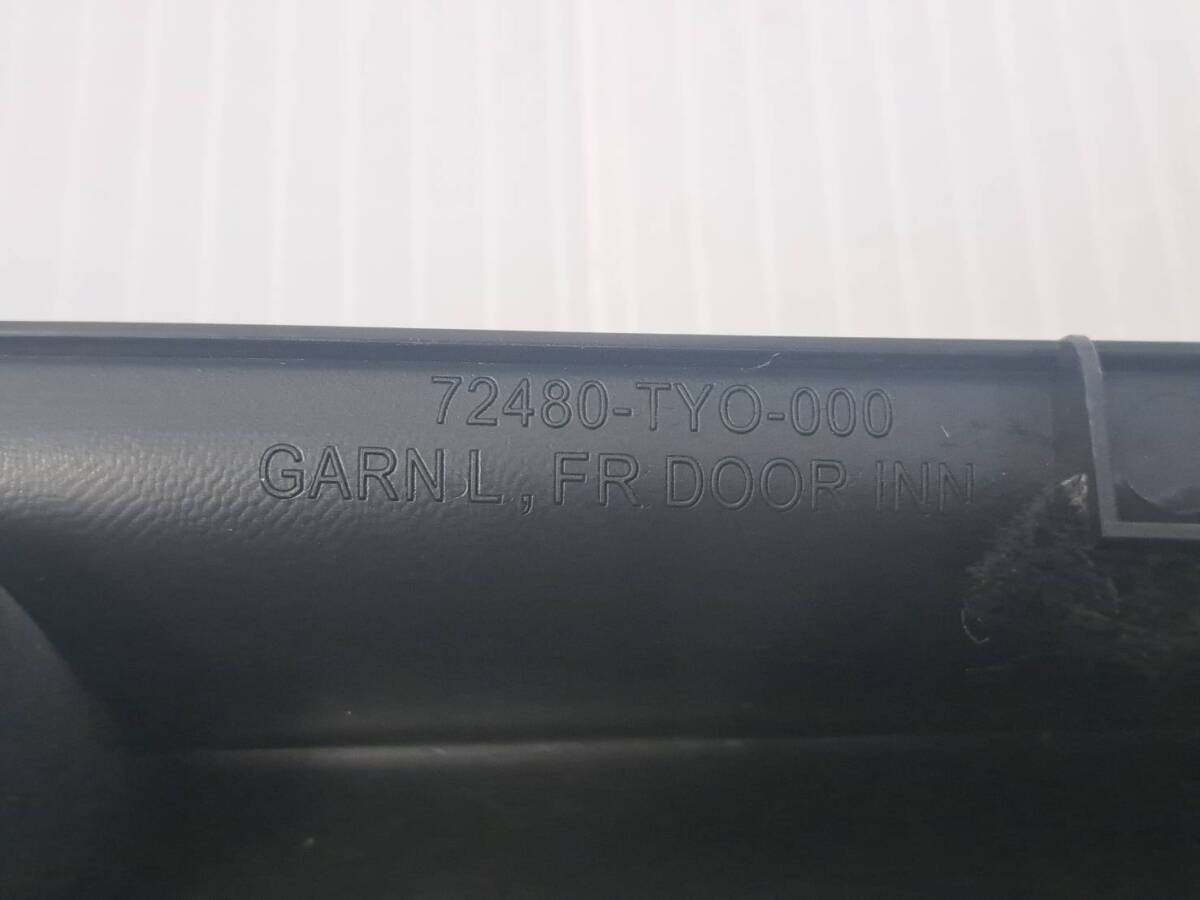 72480-TYO-000
GARN L, FR DOOR INN